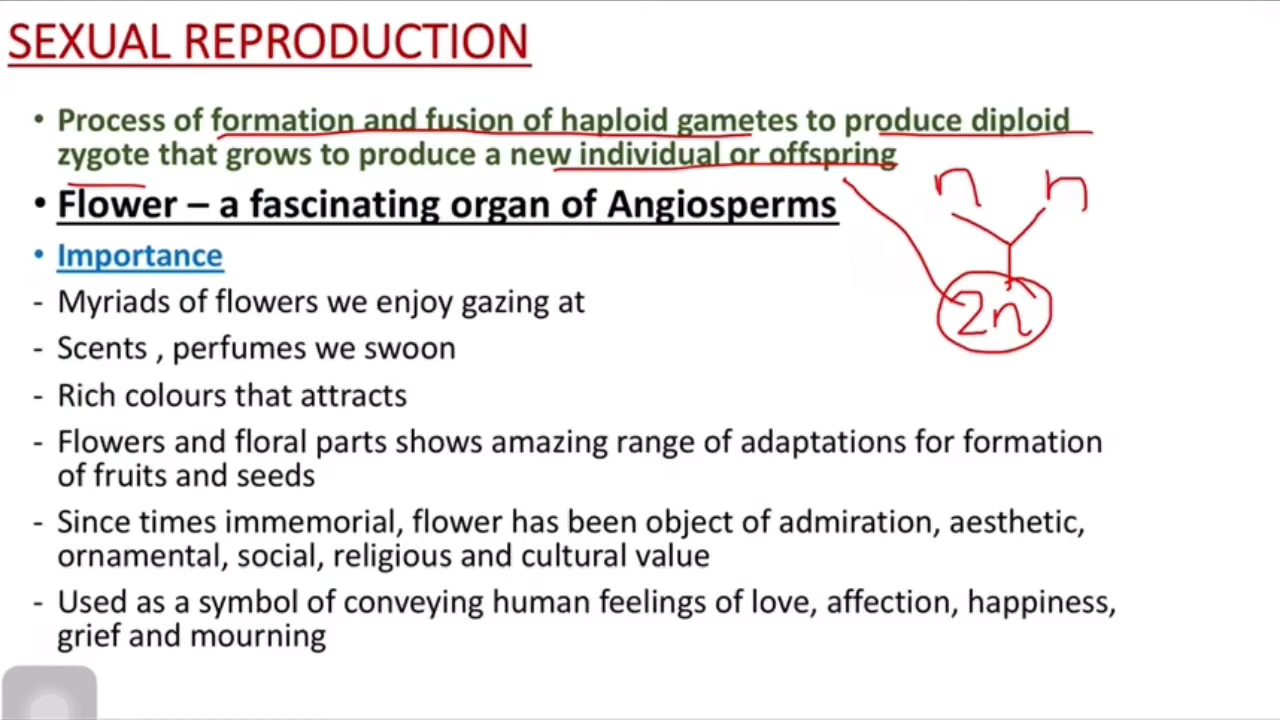 SEXUAL REPRODUCTION
• Process of formation and fusion of haploid gametes to produce diploid
zygote that grows to produce a new individual or offspring
n n
• Flower – a fascinating organ of Angiosperms
• Importance
2n
- Myriads of flowers we enjoy gazing at
- Scents , perfumes we swoon
- Rich colours that attracts
- Flowers and floral parts shows amazing range of adaptations for formation
of fruits and seeds
- Since times immemorial, flower has been object of admiration, aesthetic,
ornamental, social, religious and cultural value
- Used as a symbol of conveying human feelings of love, affection, happiness,
grief and mourning